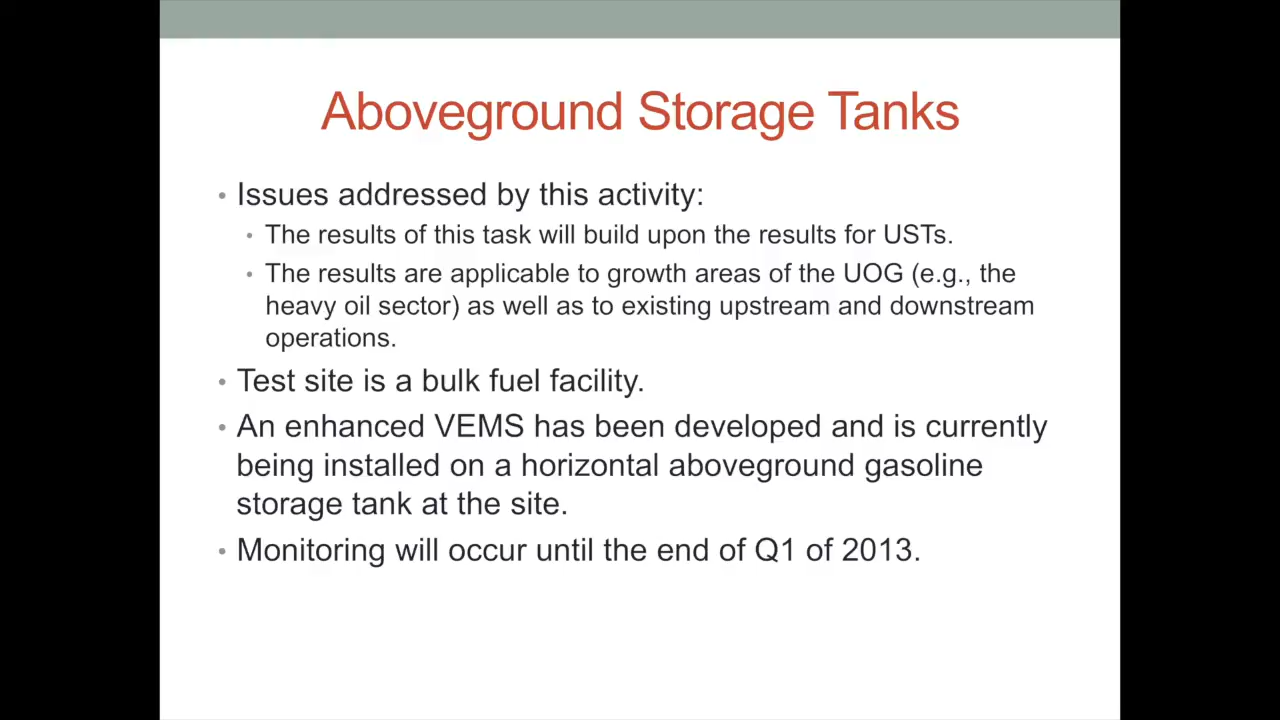 Aboveground Storage Tanks
• Issues addressed by this activity:
• The results of this task will build upon the results for USTs.
• The results are applicable to growth areas of the UOG (e.g., the
heavy oil sector) as well as to existing upstream and downstream
operations.
• Test site is a bulk fuel facility.
• An enhanced VEMS has been developed and is currently
being installed on a horizontal aboveground gasoline
storage tank at the site.
• Monitoring will occur until the end of Q1 of 2013.